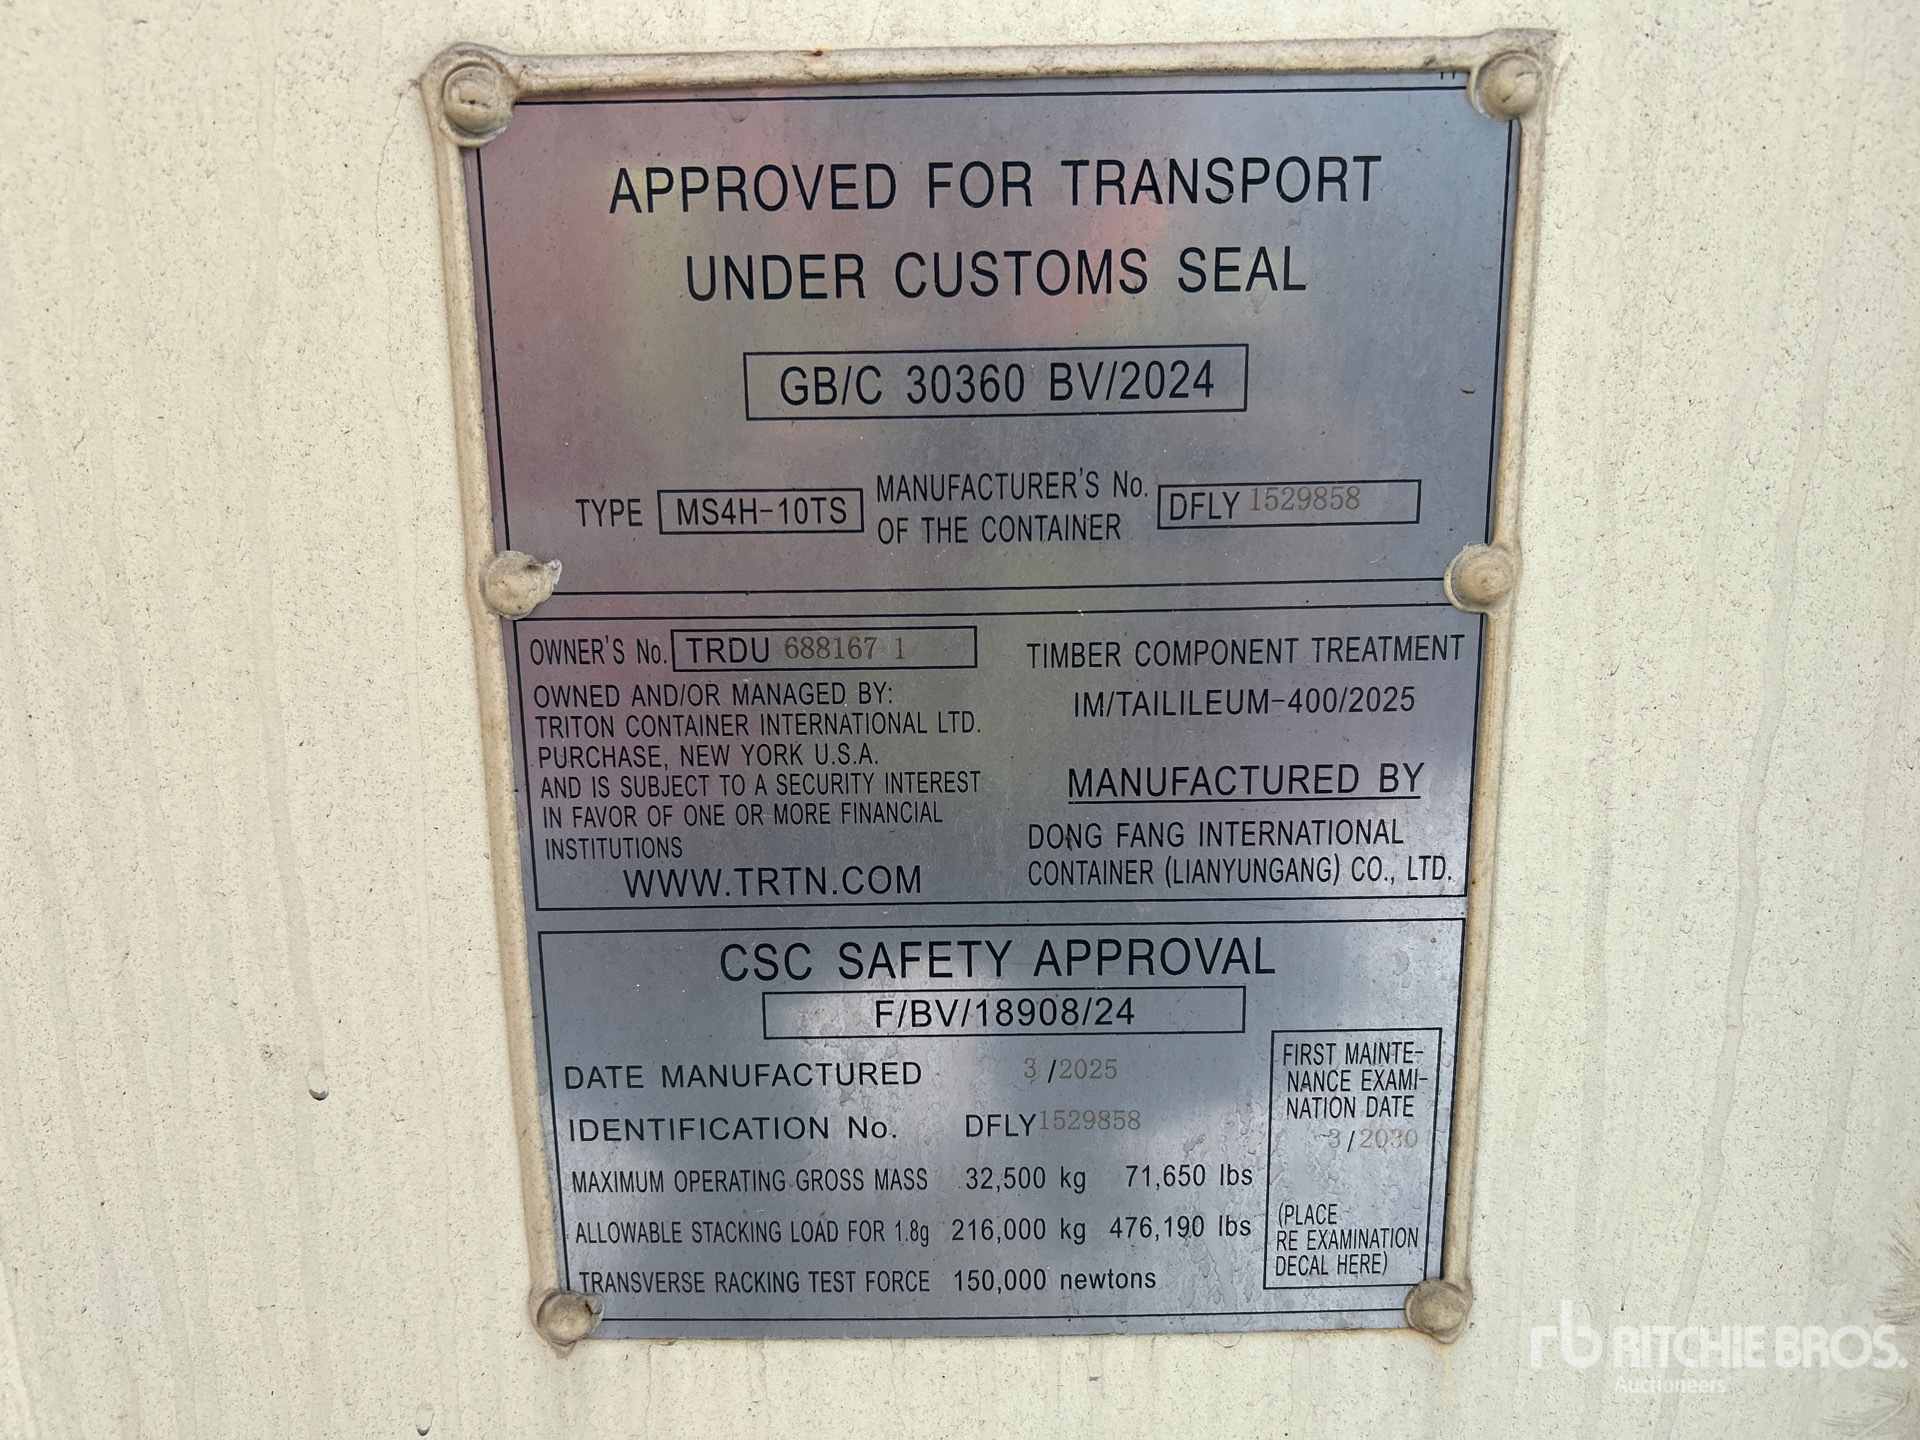 APPROVED FOR TRANSPORT
UNDER CUSTOMS SEAL
GB/C 30360 BV/2024
TYPE MS4H-10TS MANUFACTURER'S No. OF THE CONTAINER DFLY 1529858
OWNER'S No. TRDU 688167 1
OWNED AND/OR MANAGED BY:
TRITON CONTAINER INTERNATIONAL LTD.
PURCHASE, NEW YORK U.S.A.
AND IS SUBJECT TO A SECURITY INTEREST
IN FAVOR OF ONE OR MORE FINANCIAL
INSTITUTIONS
WWW.TRTN.COM
TIMBER COMPONENT TREATMENT
IM/TAILILEUM-400/2025
MANUFACTURED BY
DONG FANG INTERNATIONAL
CONTAINER (LIANYUNGANG) CO., LTD.
CSC SAFETY APPROVAL
F/BV/18908/24
DATE MANUFACTURED 3 /2025
IDENTIFICATION No. DFLY1529858
MAXIMUM OPERATING GROSS MASS 32,500 kg 71,650 lbs
ALLOWABLE STACKING LOAD FOR 1.8g 216,000 kg 476,190 lbs
TRANSVERSE RACKING TEST FORCE 150,000 newtons
FIRST MAINTE-
NANCE EXAMI-
NATION DATE
3/2030
(PLACE
RE EXAMINATION
DECAL HERE)
rb RITCHIE BROS.
Auctioneers